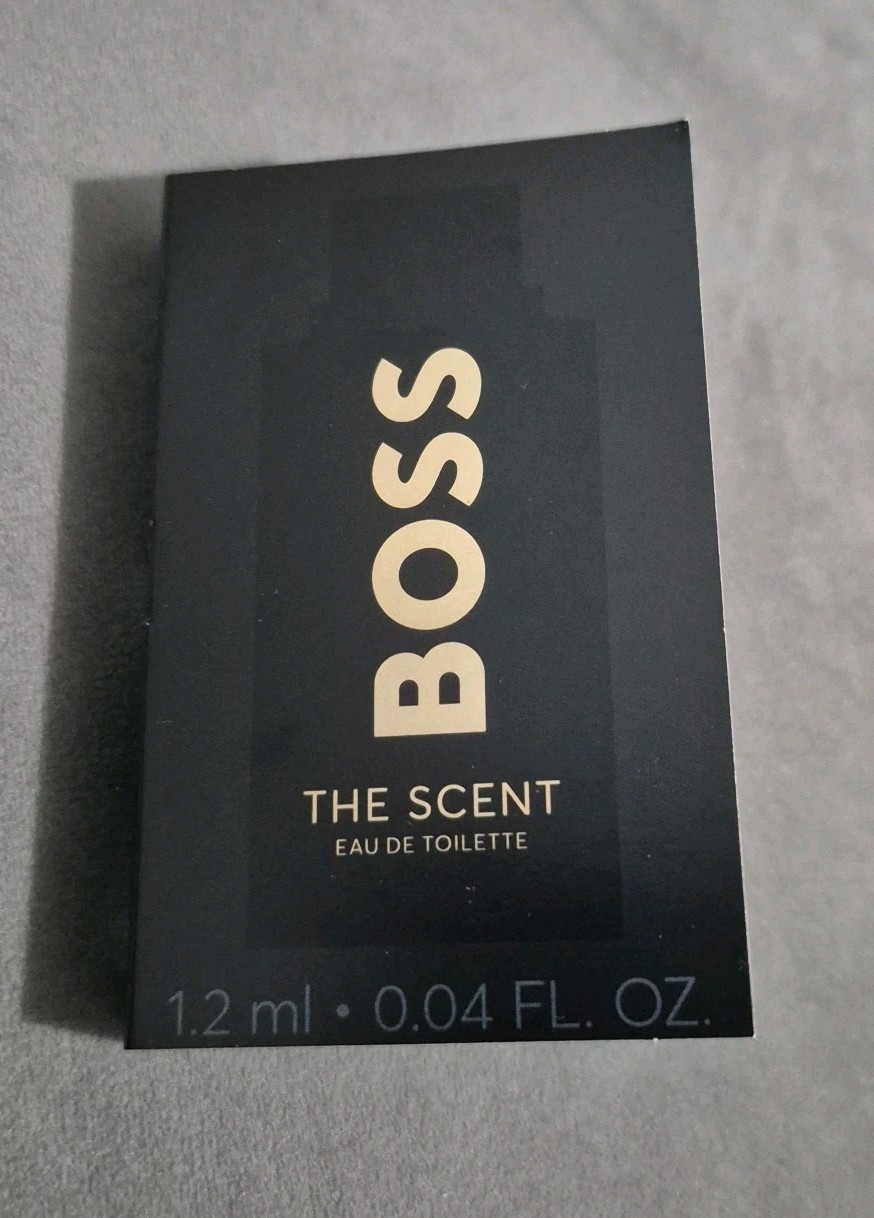 BOSS
THE SCENT
EAU DE TOILETTE
1.2 ml • 0.04 FL. OZ.